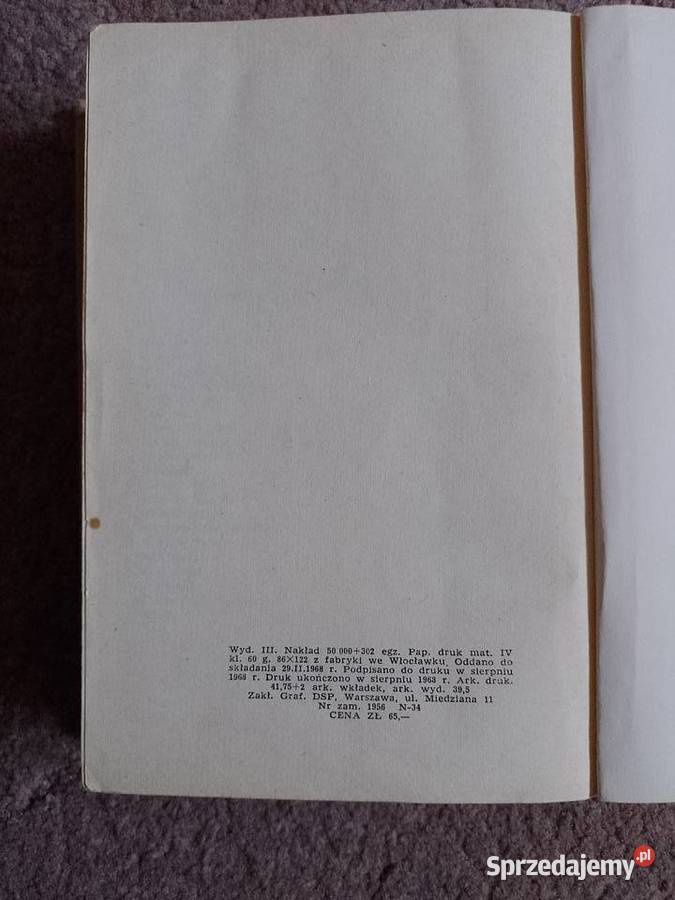 Wyd. III. Nakład 50 000+302 egz. Pap. druk mat. IV
kl. 60 g. 86×122 z fabryki we Włocławku. Oddano do
składania 29.II.1968 r. Podpisano do druku w sierpniu
1968 r. Druk ukończono w sierpniu 1968 r. Ark. druk.
41,75+2 ark. wkładek, ark. wyd. 39,5
Zakł. Graf. DSP, Warszawa, ul. Miedziana 11
Nr zam. 1956 N-34
CENA ZŁ 65,—
Sprzedajemy.pl